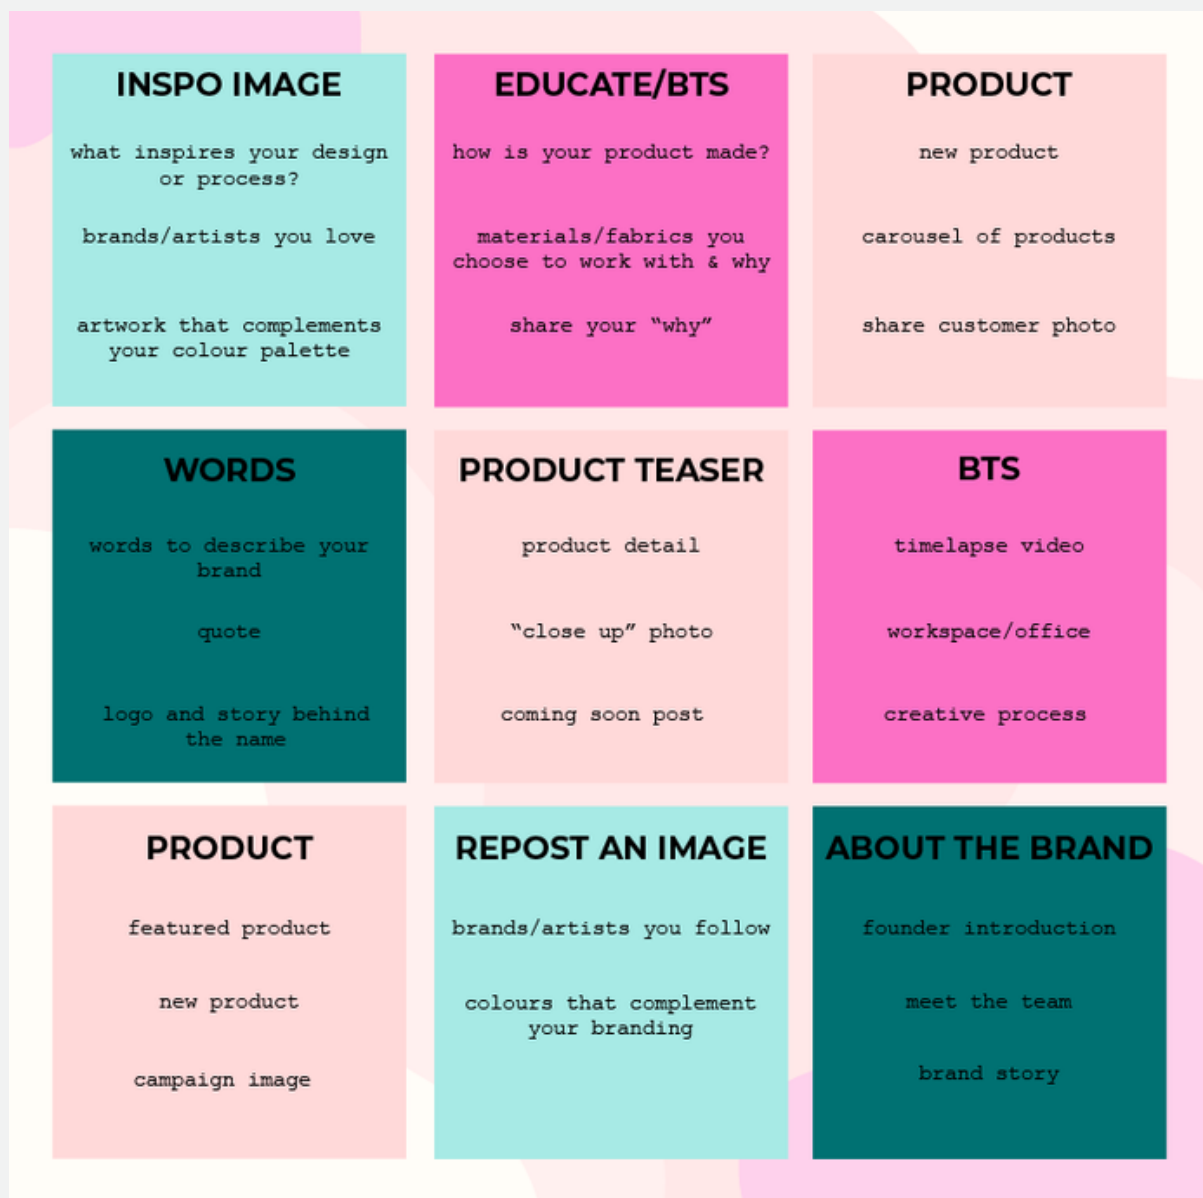 INSPO IMAGE
what inspires your design
or process?
brands/artists you love
artwork that complements
your colour palette
EDUCATE/BTS
how is your product made?
materials/fabrics you
choose to work with & why
share your “why”
PRODUCT
new product
carousel of products
share customer photo
WORDS
words to describe your
brand
quote
logo and story behind
the name
PRODUCT TEASER
product detail
“close up” photo
coming soon post
BTS
timelapse video
workspace/office
creative process
PRODUCT
featured product
new product
campaign image
REPOST AN IMAGE
brands/artists you follow
colours that complement
your branding
ABOUT THE BRAND
founder introduction
meet the team
brand story